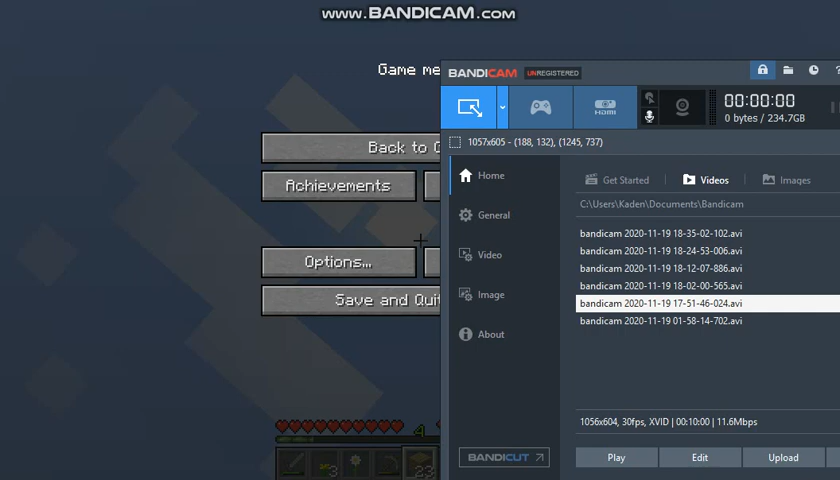 www.BANDICAM.com
Game me
BANDICAM UNREGISTERED
HDMI
00:00:00
0 bytes / 234.7GB
1057x605 - (188, 132), (1245, 737)
Back to
Achievements
Home
Get Started
Videos
Images
C:\Users\Kaden\Documents\Bandicam
General
bandicam 2020-11-19 18-35-02-102.avi
bandicam 2020-11-19 18-24-53-006.avi
Video
bandicam 2020-11-19 18-12-07-886.avi
Options...
bandicam 2020-11-19 18-02-00-565.avi
Image
bandicam 2020-11-19 17-51-46-024.avi
Save and Quit
bandicam 2020-11-19 01-58-14-702.avi
About
1056x604, 30fps, XVID | 00:10:00 | 11.6Mbps
4
BANDICUT
Play
Edit
Upload
3
23